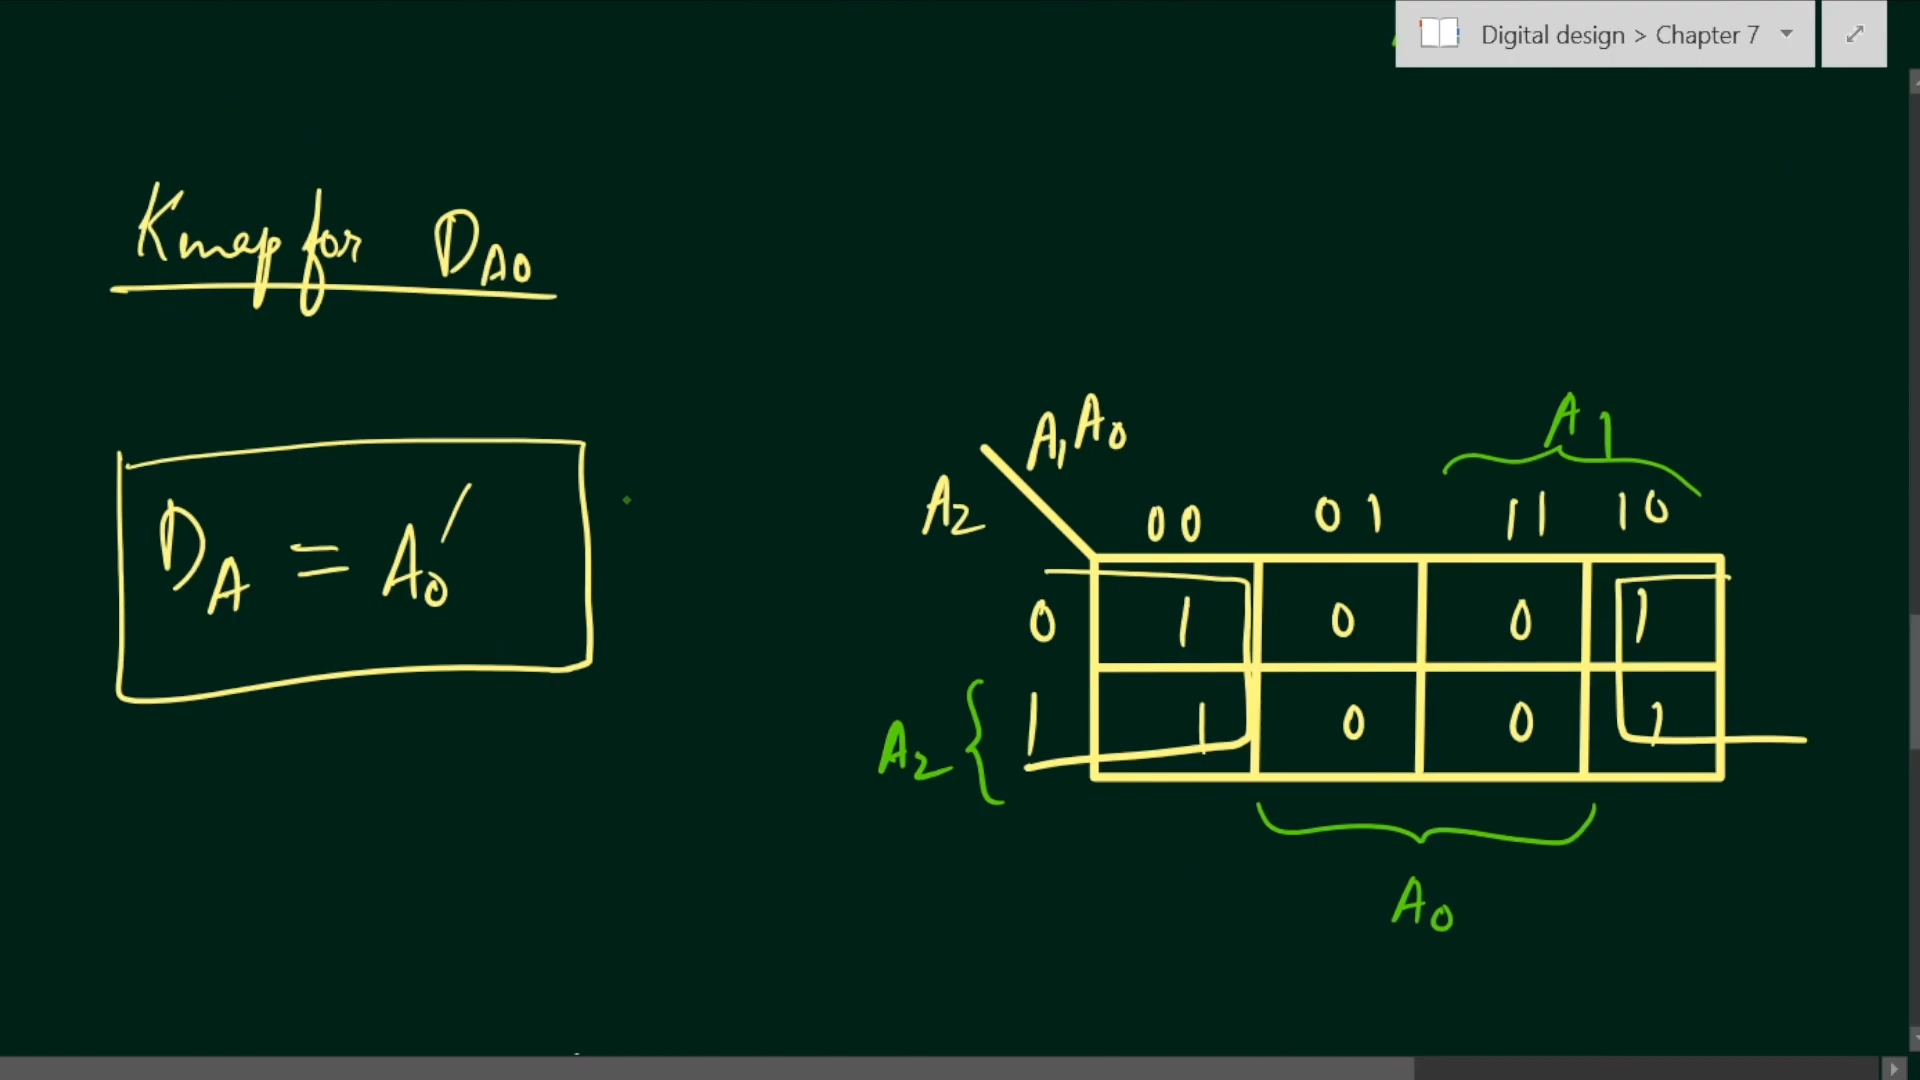 Digital design > Chapter 7
Kmap for DA0
DA = A0'
A1A0
A1
A2
00 01 11 10
0 1 0 0 1
A2 { 1 1 0 0 1
A0